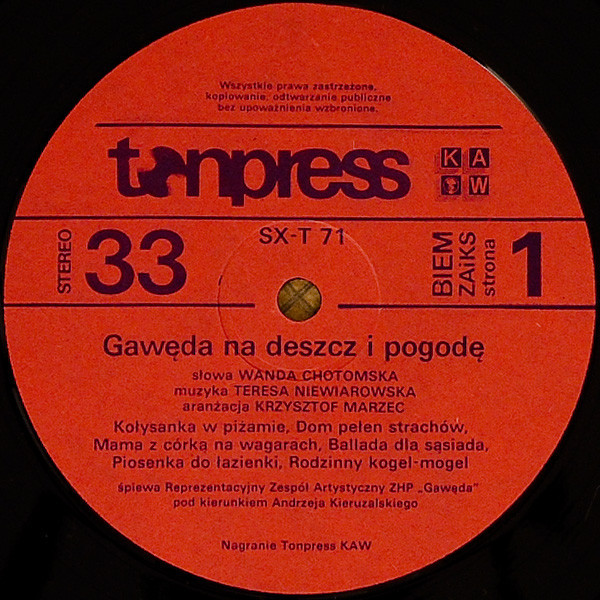 Wszystkie prawa zastrzeżone,
kopiowanie, odtwarzanie publiczne
bez upoważnienia wzbronione.
tonpress KAW
STEREO 33 SX-T 71 BIEM ZAiKS strona 1
Gawęda na deszcz i pogodę
słowa WANDA CHOTOMSKA
muzyka TERESA NIEWIAROWSKA
aranżacja KRZYSZTOF MARZEC
Kołysanka w piżamie, Dom pełen strachów,
Mama z córką na wagarach, Ballada dla sąsiada,
Piosenka do łazienki, Rodzinny kogel-mogel
śpiewa Reprezentacyjny Zespół Artystyczny ZHP „Gawęda"
pod kierunkiem Andrzeja Kieruzalskiego
Nagranie Tonpress KAW